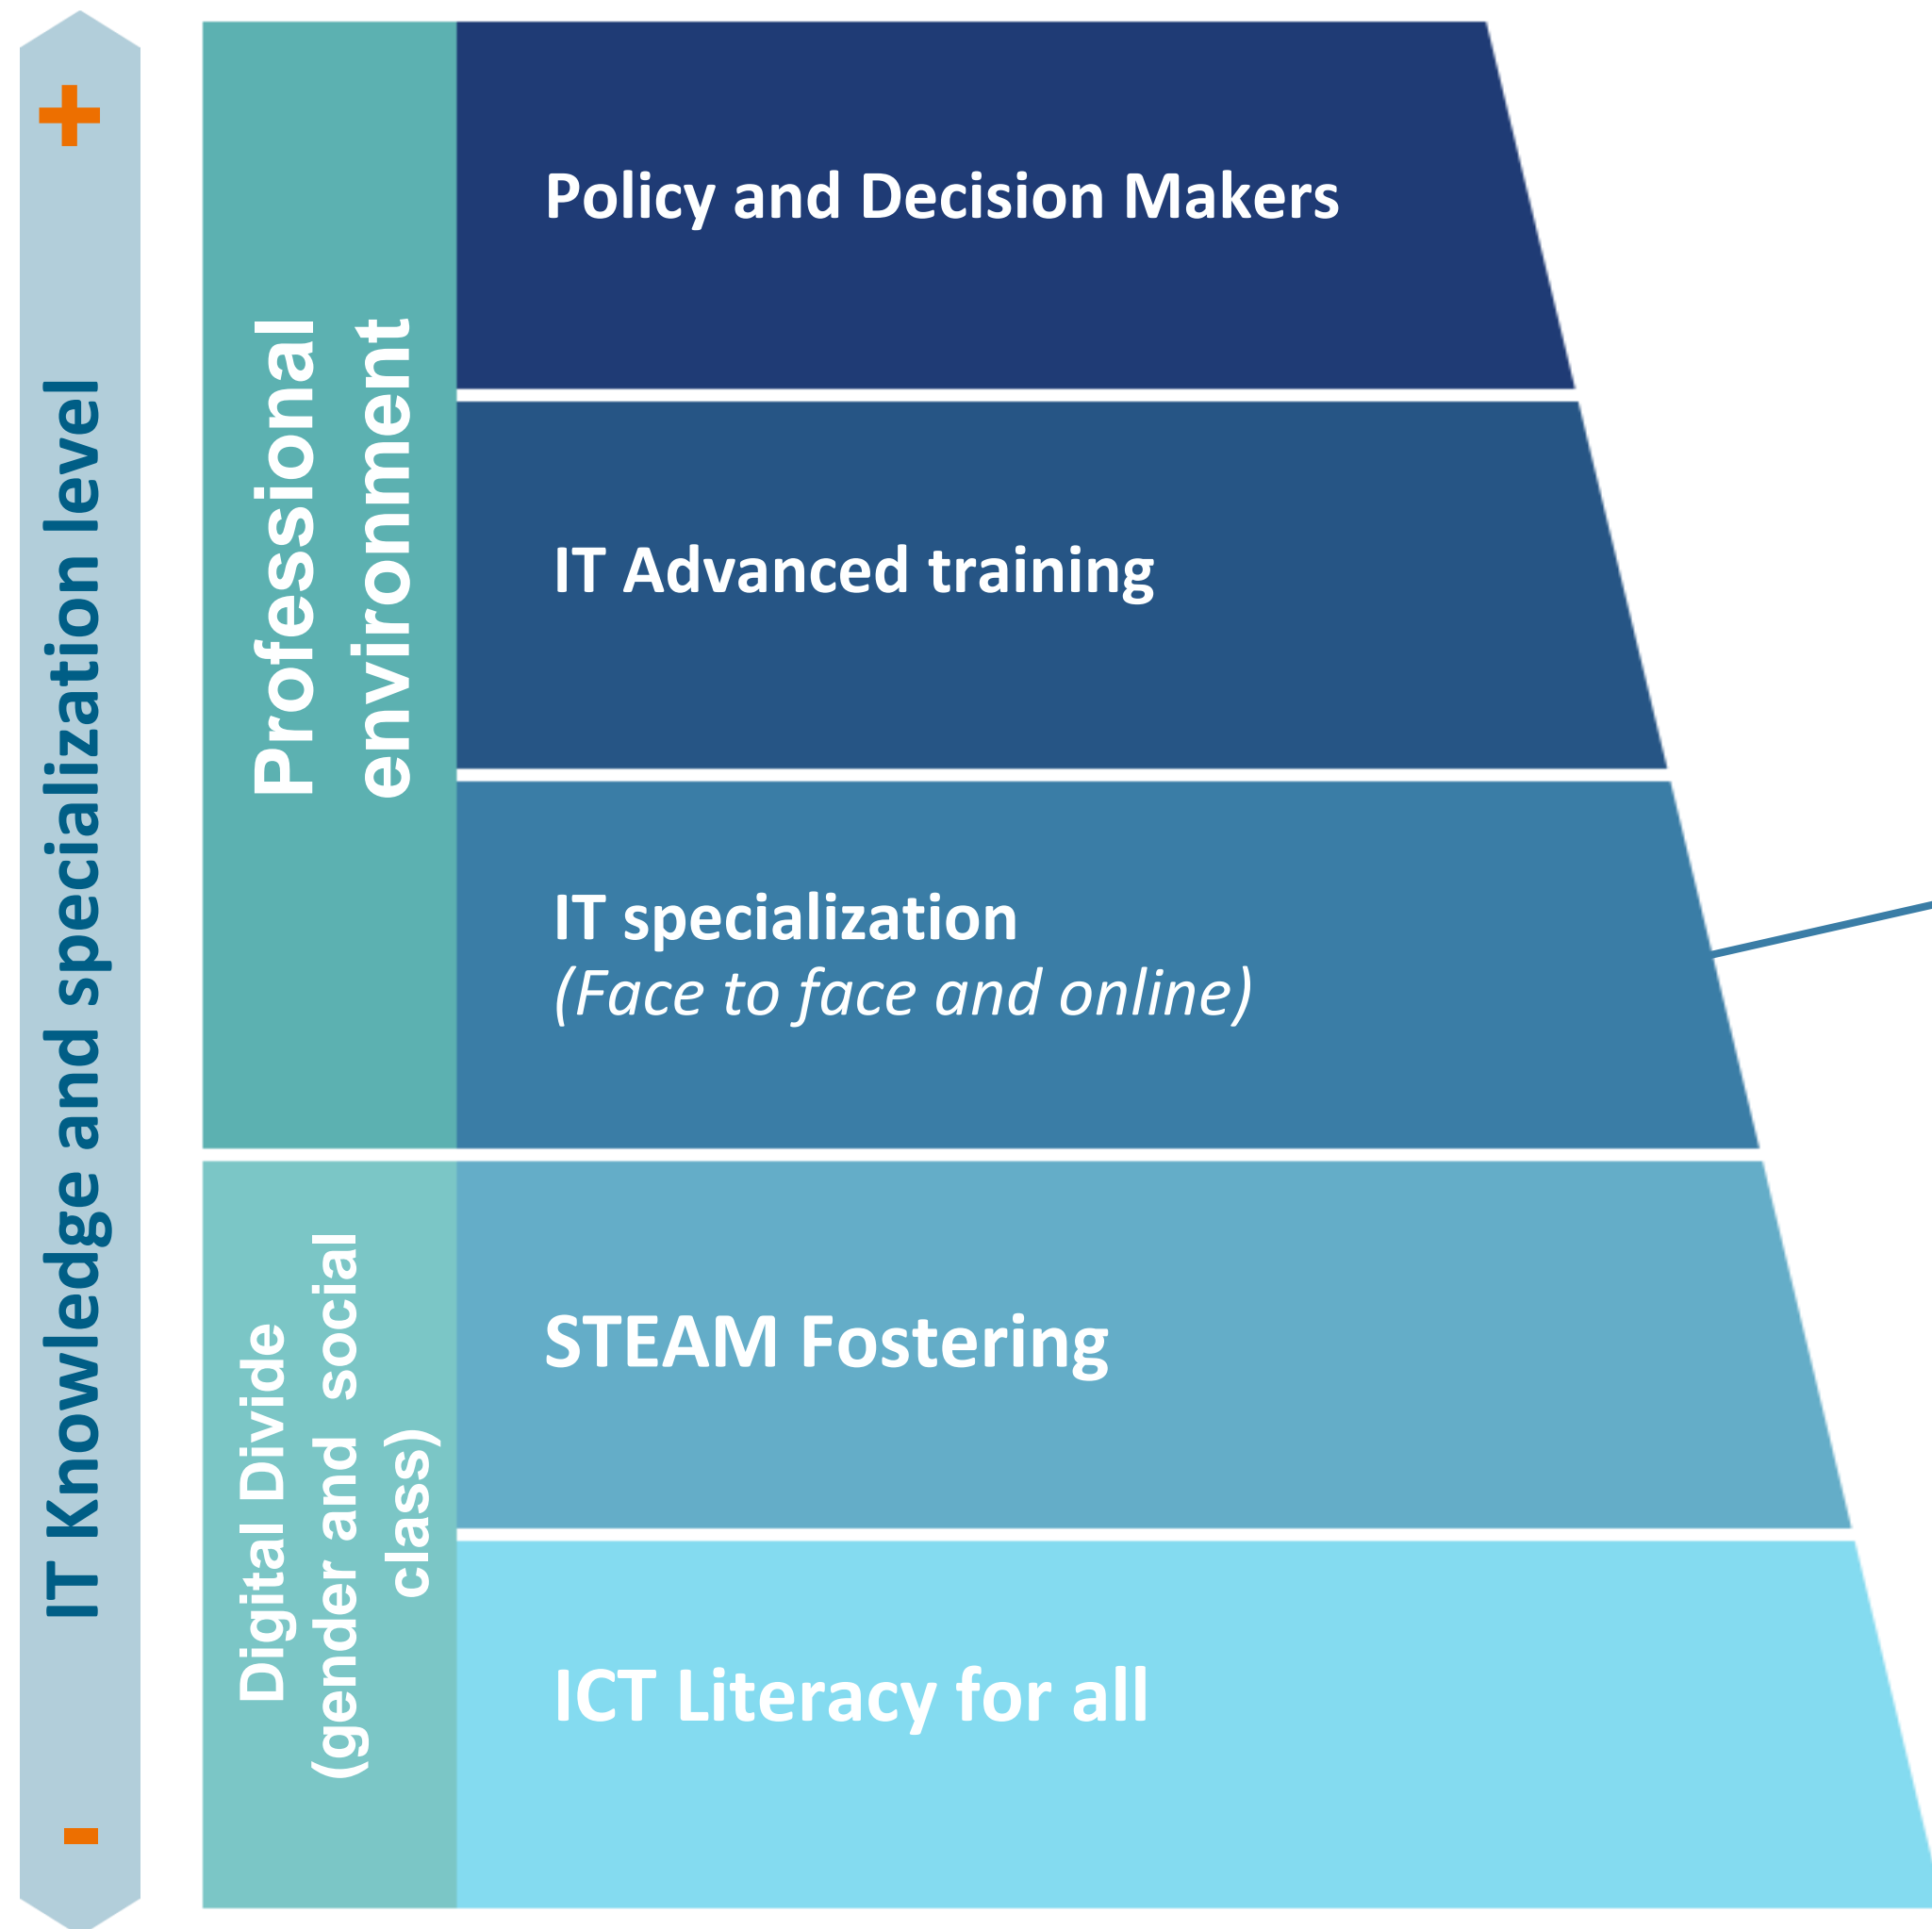 +
IT Knowledge and specialization level
-
Professional
environment
Digital Divide
(gender and social
class)
Policy and Decision Makers
IT Advanced training
IT specialization
(Face to face and online)
STEAM Fostering
ICT Literacy for all